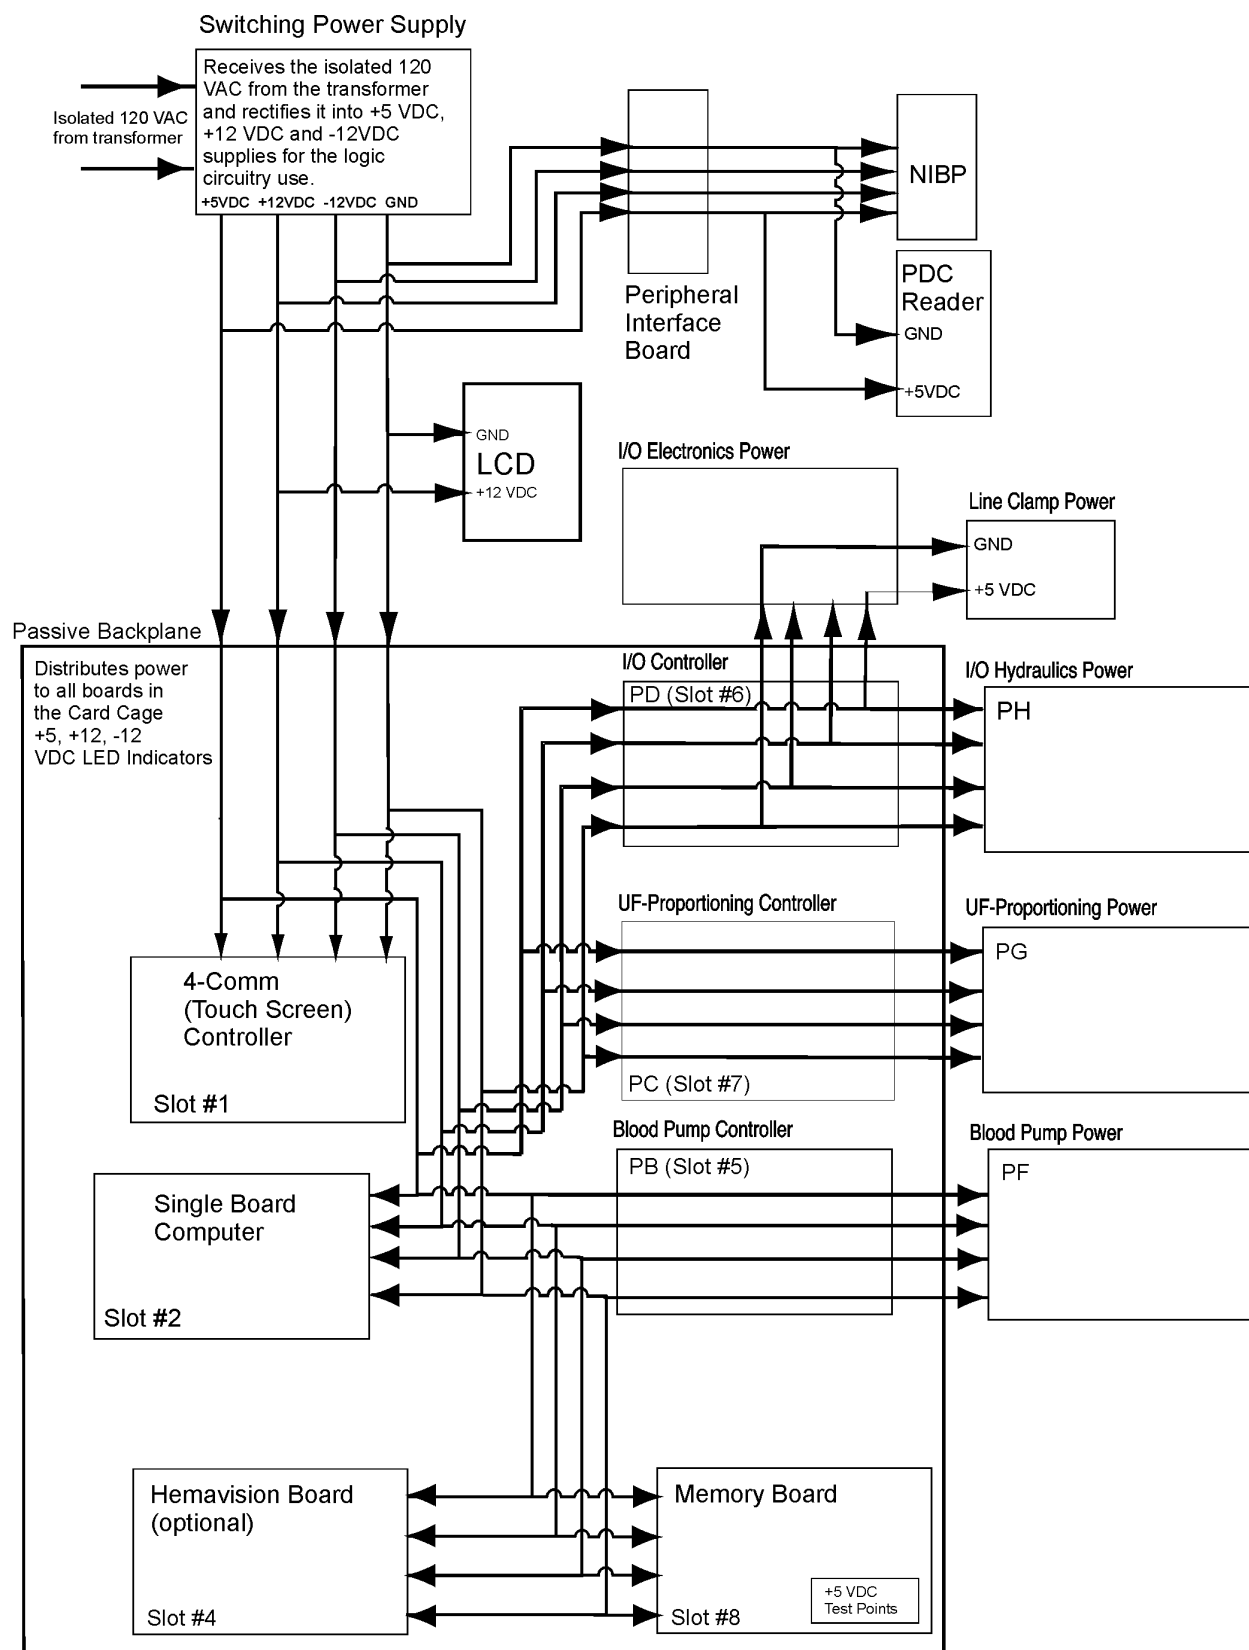 Switching Power Supply
Receives the isolated 120
VAC from the transformer
and rectifies it into +5 VDC,
+12 VDC and -12VDC
supplies for the logic
circuitry use.
+5VDC +12VDC -12VDC GND
Isolated 120 VAC
from transformer
Peripheral
Interface
Board
NIBP
PDC
Reader
GND
+5VDC
GND
LCD
+12 VDC
I/O Electronics Power
Line Clamp Power
GND
+5 VDC
Passive Backplane
Distributes power
to all boards in
the Card Cage
+5, +12, -12
VDC LED Indicators
I/O Controller
PD (Slot #6)
I/O Hydraulics Power
PH
UF-Proportioning Controller
PC (Slot #7)
UF-Proportioning Power
PG
4-Comm
(Touch Screen)
Controller
Slot #1
Blood Pump Controller
PB (Slot #5)
Blood Pump Power
PF
Single Board
Computer
Slot #2
Hemavision Board
(optional)
Slot #4
Memory Board
+5 VDC
Test Points
Slot #8